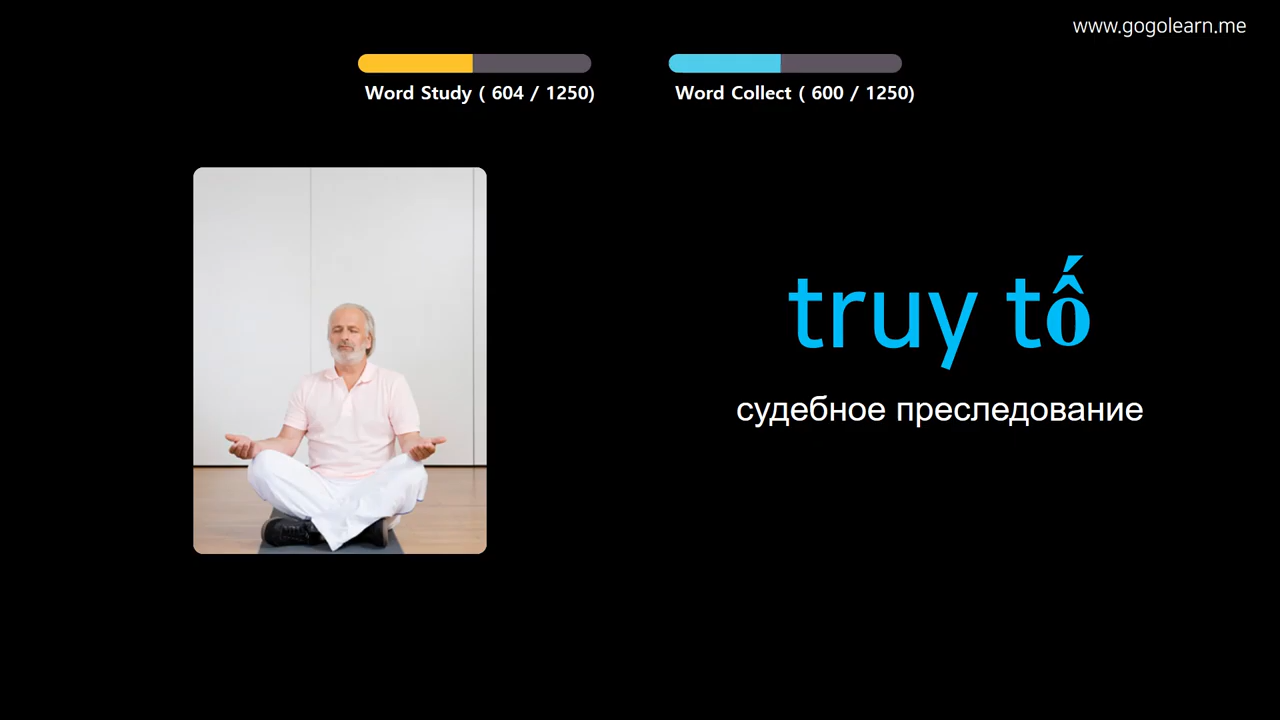 www.gogolearn.me
Word Study ( 604 / 1250)
Word Collect ( 600 / 1250)
truy tố
судебное преследование